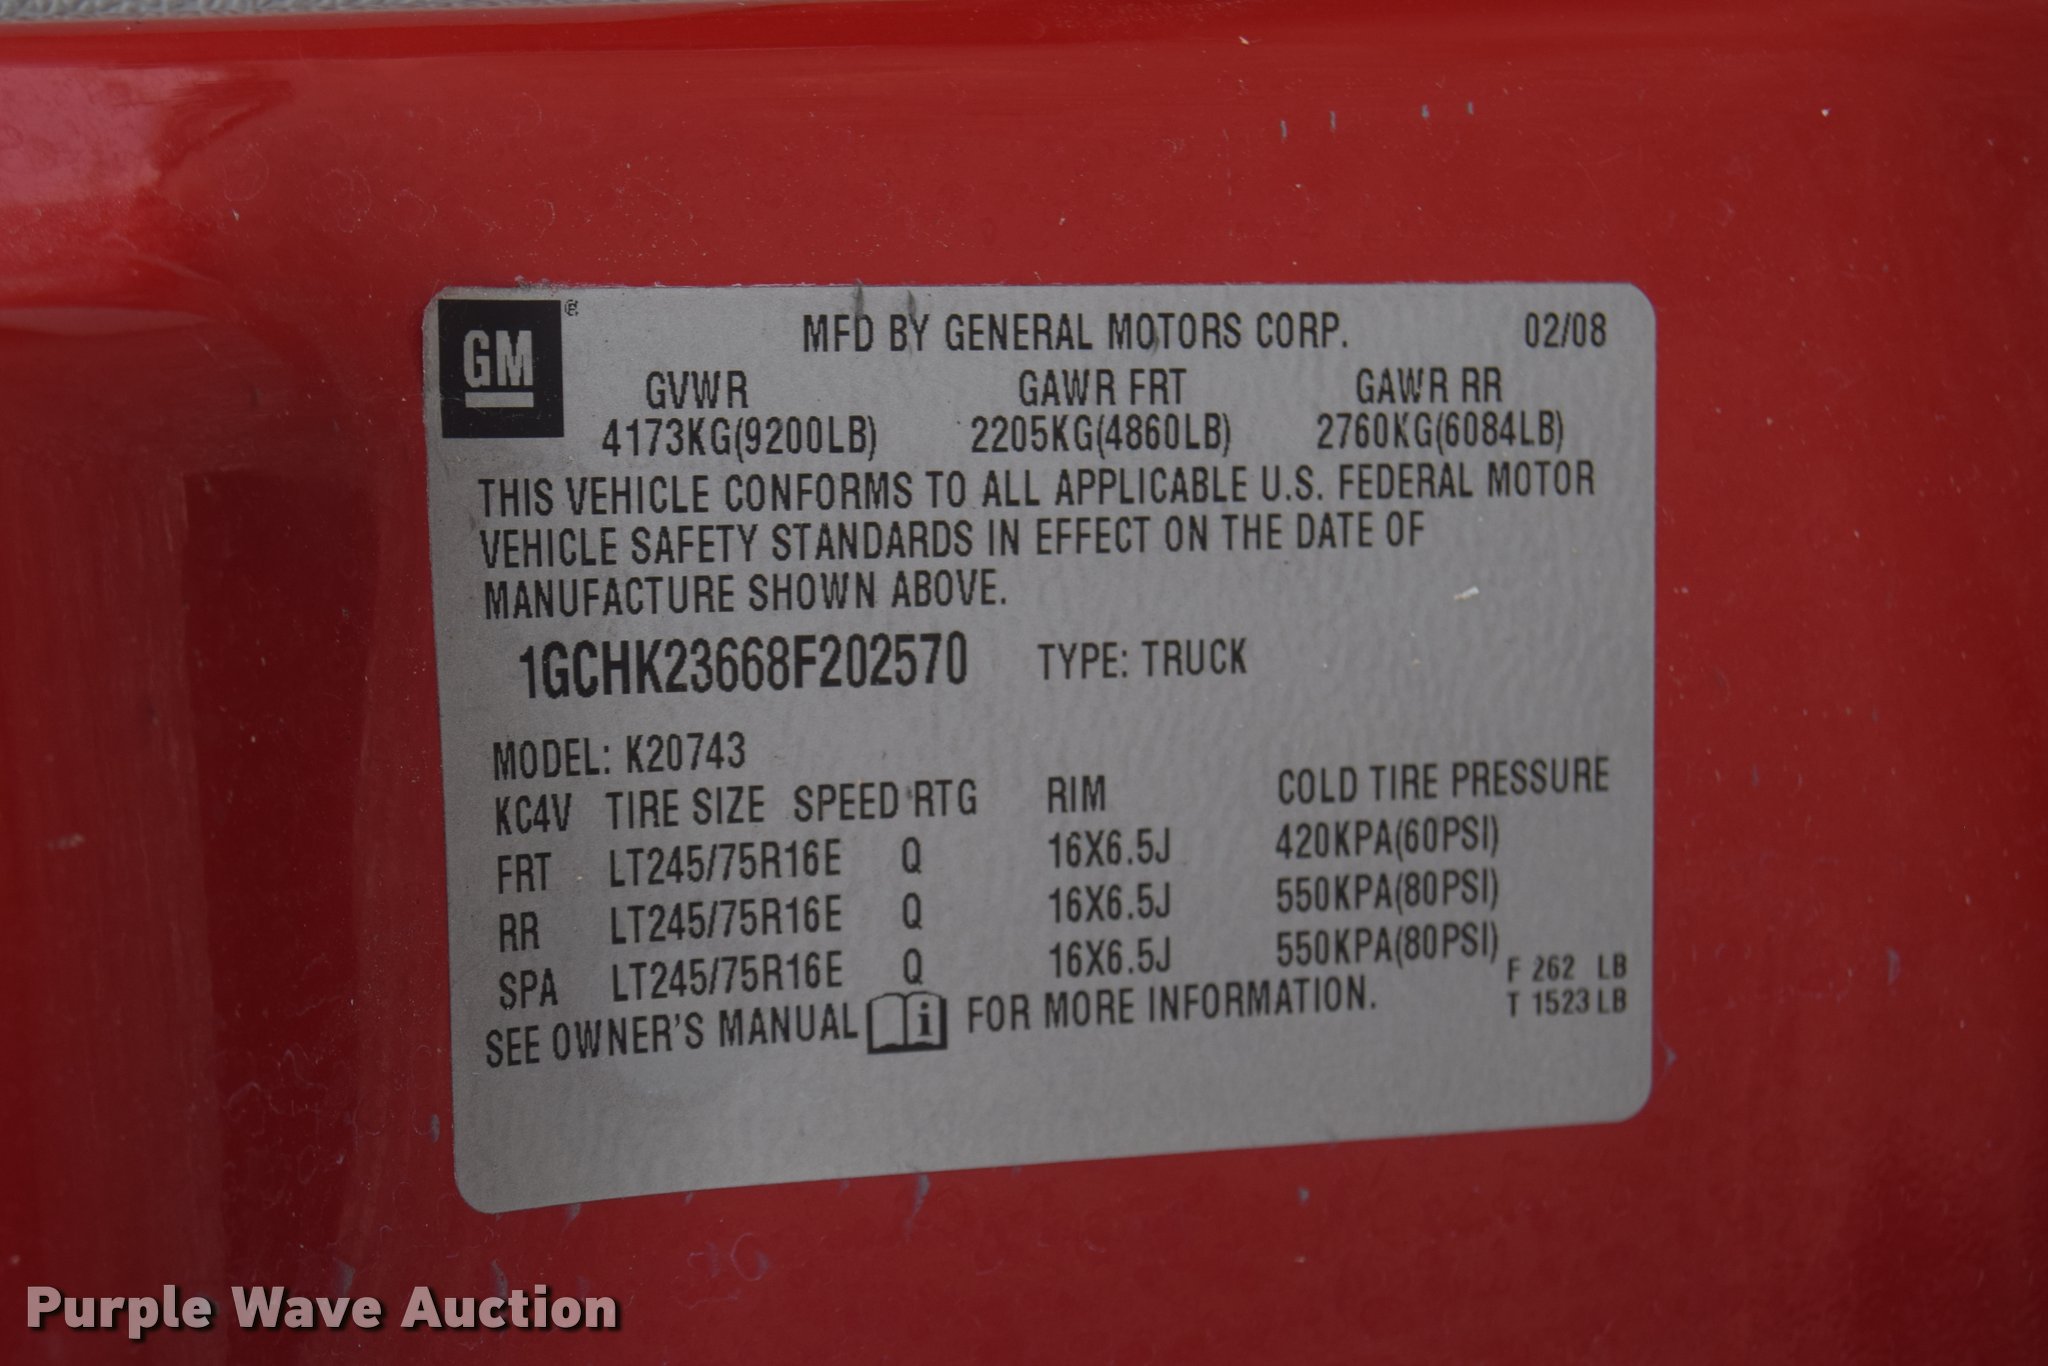 GM ®
MFD BY GENERAL MOTORS CORP. 02/08
GVWR GAWR FRT GAWR RR
4173KG(9200LB) 2205KG(4860LB) 2760KG(6084LB)
THIS VEHICLE CONFORMS TO ALL APPLICABLE U.S. FEDERAL MOTOR
VEHICLE SAFETY STANDARDS IN EFFECT ON THE DATE OF
MANUFACTURE SHOWN ABOVE.
1GCHK23668F202570 TYPE: TRUCK
MODEL: K20743
KC4V TIRE SIZE SPEED RTG RIM COLD TIRE PRESSURE
FRT LT245/75R16E Q 16X6.5J 420KPA(60PSI)
RR LT245/75R16E Q 16X6.5J 550KPA(80PSI)
SPA LT245/75R16E Q 16X6.5J 550KPA(80PSI)
F 262 LB
SEE OWNER'S MANUAL i FOR MORE INFORMATION. T 1523 LB
Purple Wave Auction